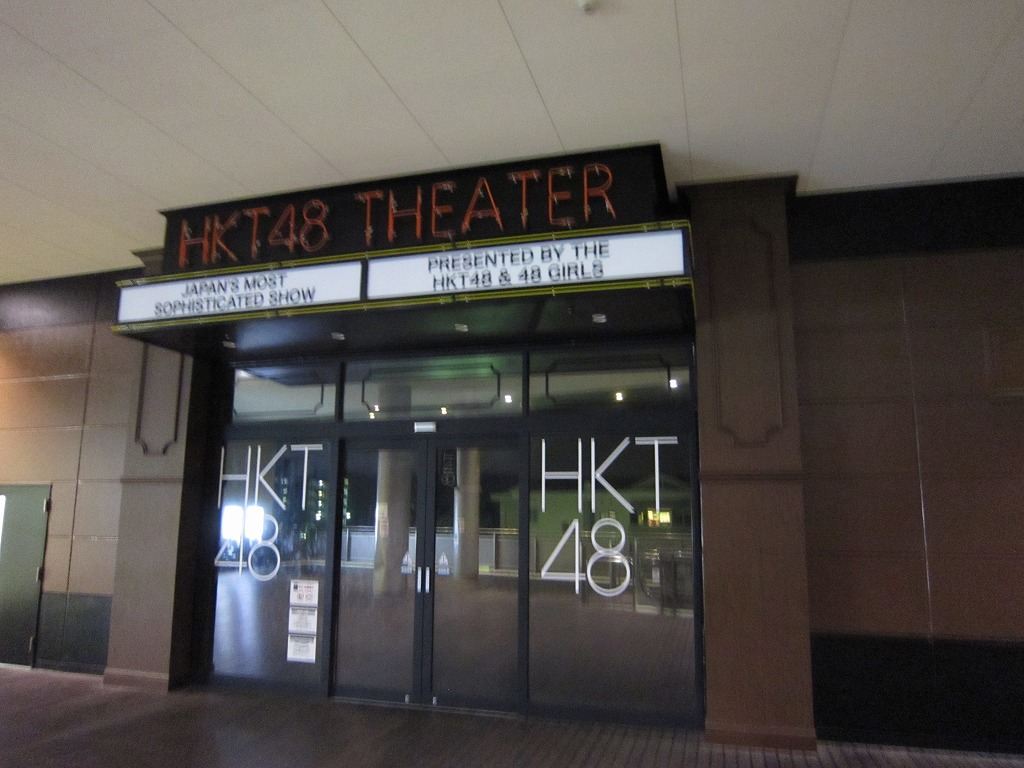 HKT48 THEATER
JAPAN'S MOST
SOPHISTICATED SHOW
PRESENTED BY THE
HKT48 & 48 GIRLS
HKT
48
HKT
48